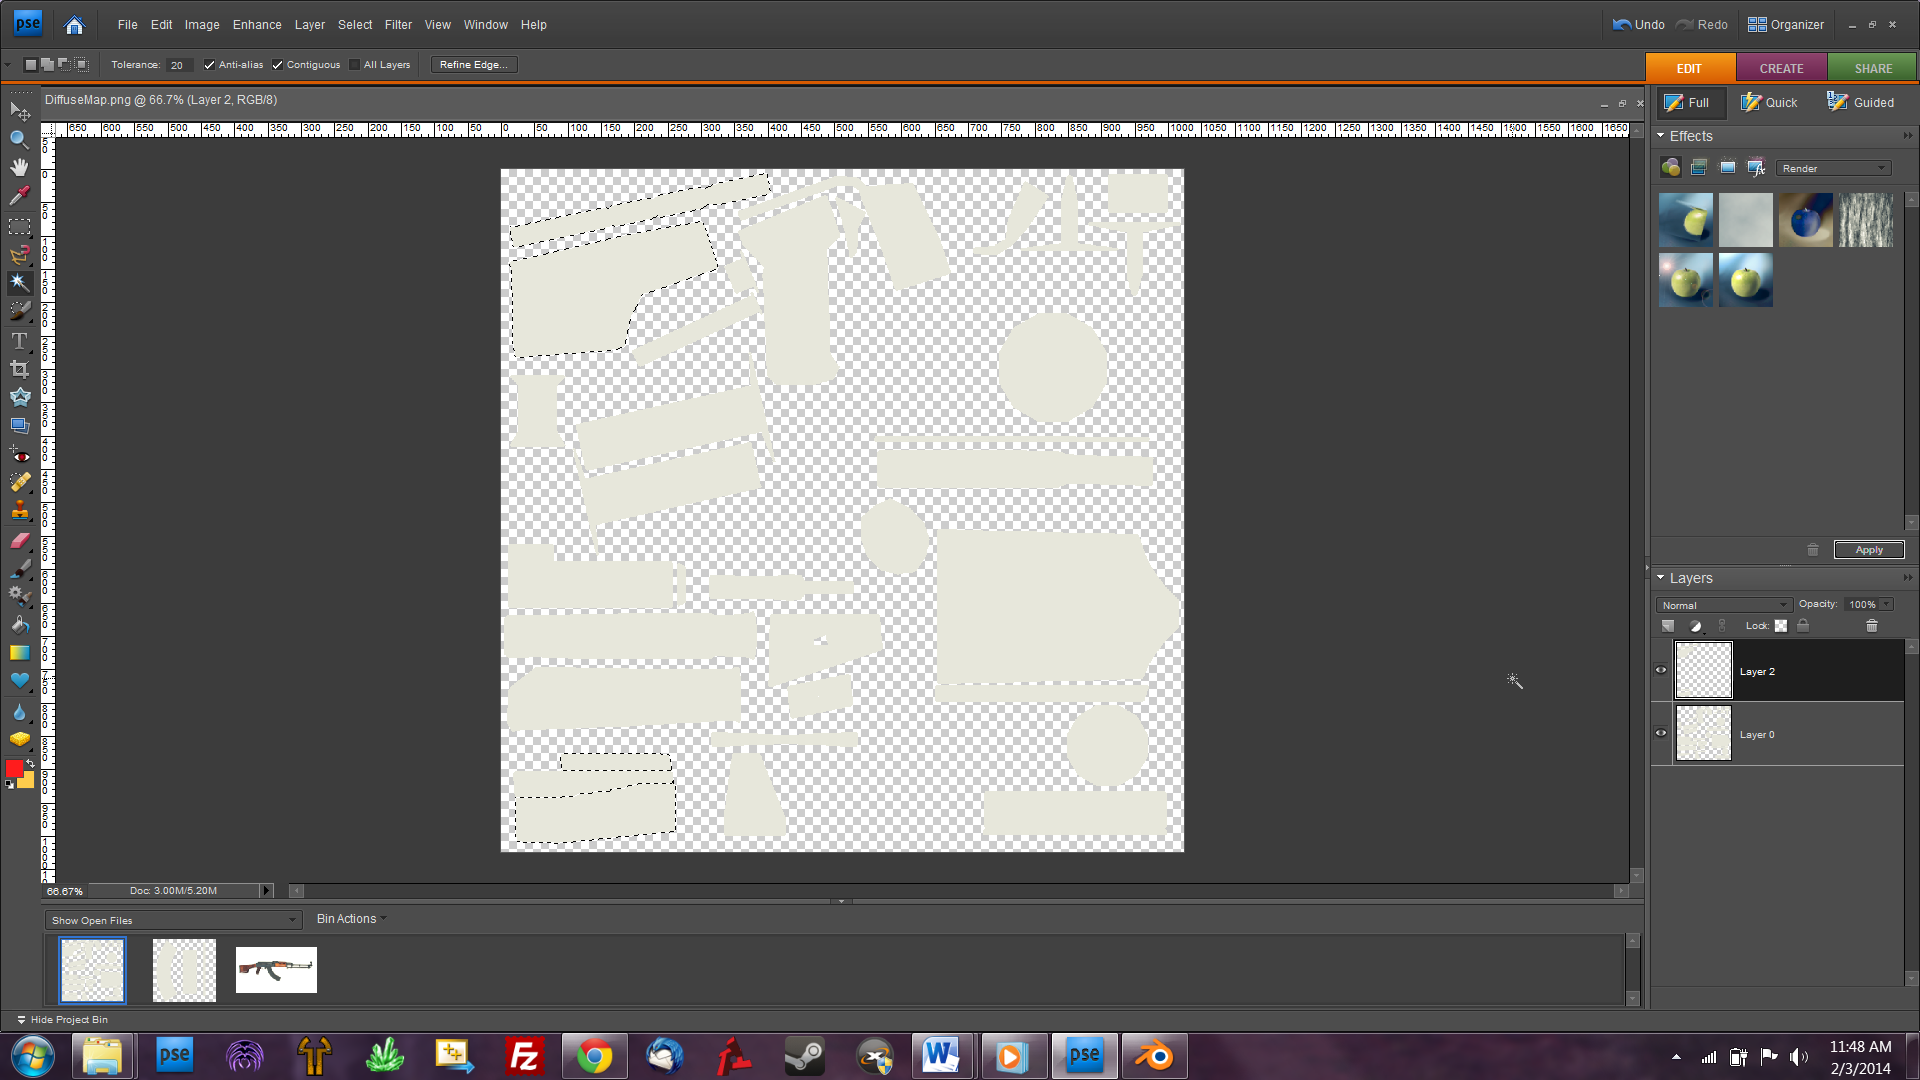 pse File Edit Image Enhance Layer Select Filter View Window Help Undo Redo Organizer
Tolerance: 20 Anti-alias Contiguous All Layers Refine Edge...
EDIT CREATE SHARE
DiffuseMap.png @ 66.7% (Layer 2, RGB/8)
Full Quick Guided
650 600 550 500 450 400 350 300 250 200 150 100 50 0 50 100 150 200 250 300 350 400 450 500 550 600 650 700 750 800 850 900 950 1000 1050 1100 1150 1200 1250 1300 1350 1400 1450 1500 1550 1600 1650
Effects
Render
Apply
Layers
Normal Opacity: 100%
Lock:
Layer 2
Layer 0
66.67% Doc: 3.00M/5.20M
Show Open Files Bin Actions
Hide Project Bin
pse Fz W pse
11:48 AM
2/3/2014